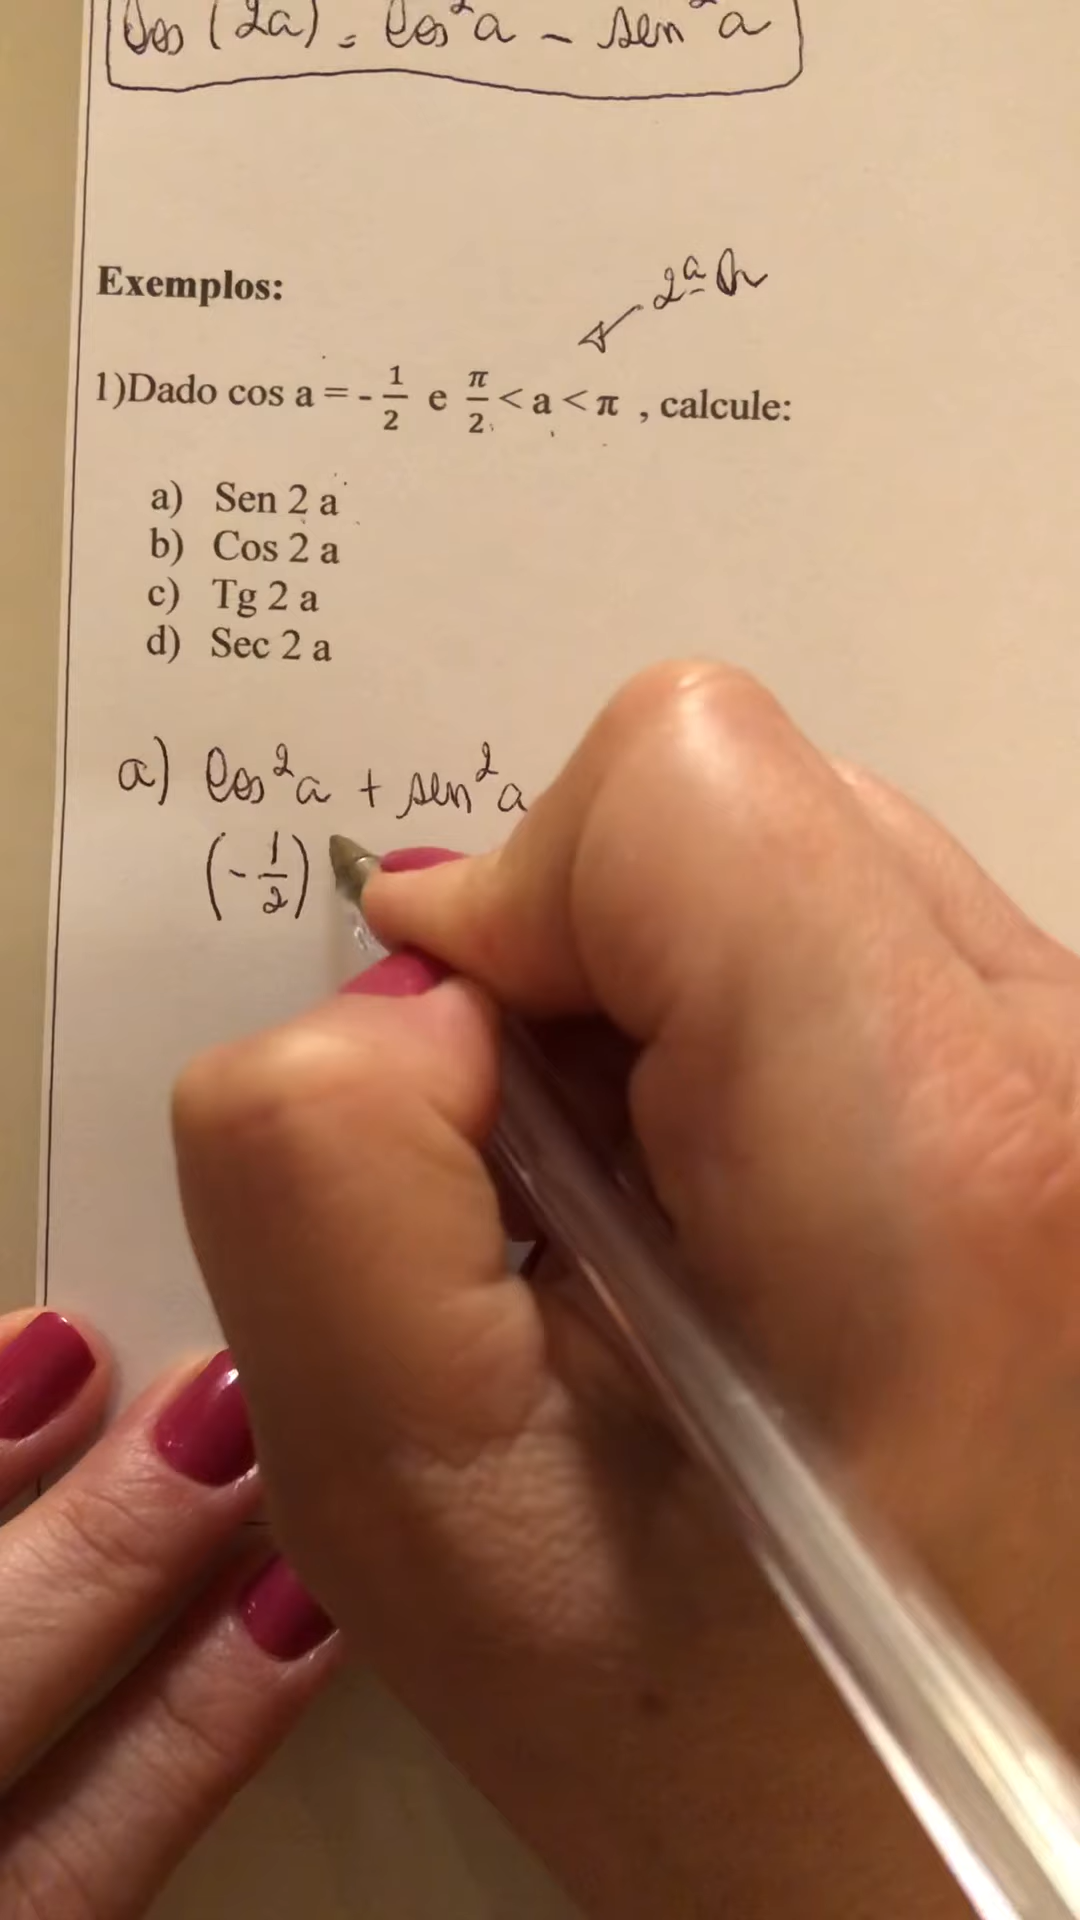 Cos (2a) = Cos²a - sen²a
Exemplos:
2ª Q
1)Dado cos a = - 1/2 e π/2 < a < π , calcule:
a) Sen 2 a
b) Cos 2 a
c) Tg 2 a
d) Sec 2 a
a) Cos²a + sen²a
(-1/2)